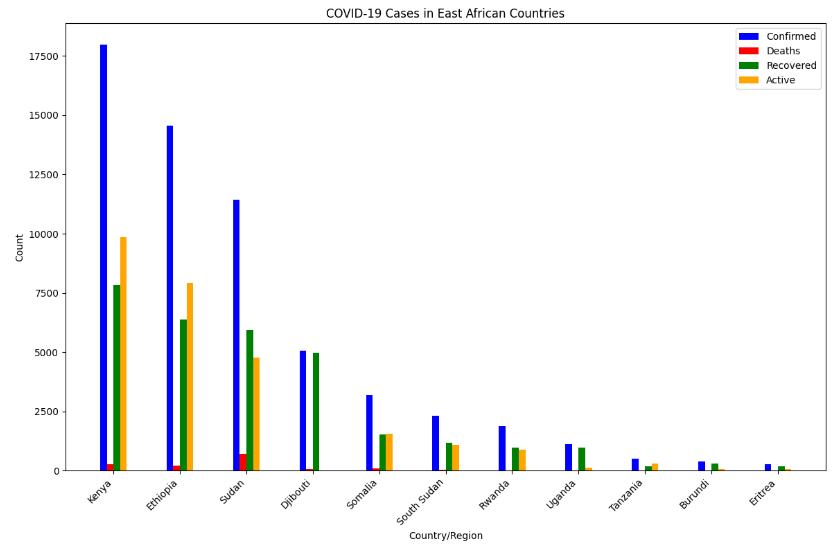 COVID-19 Cases in East African Countries
Confirmed
Deaths
Recovered
Active
17500
15000
12500
10000
7500
5000
2500
0
Count
Kenya
Ethiopia
Sudan
Djibouti
Somalia
South Sudan
Rwanda
Uganda
Tanzania
Burundi
Eritrea
Country/Region